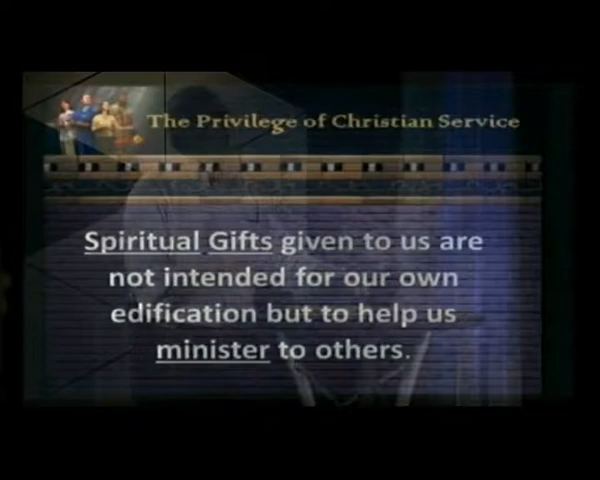 The Privilege of Christian Service
Spiritual Gifts given to us are
not intended for our own
edification but to help us
minister to others.